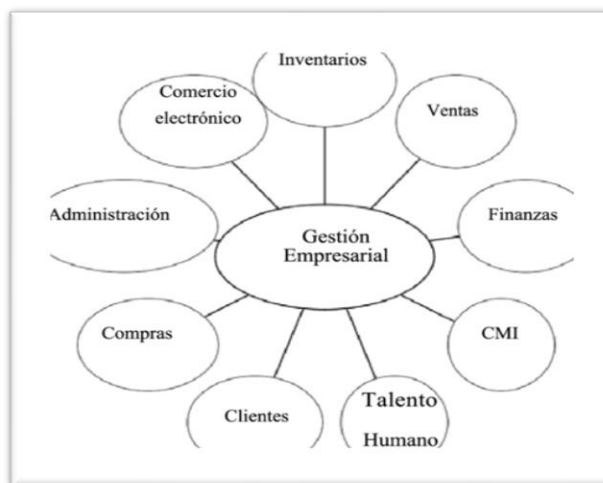 Inventarios
Comercio
electrónico
Ventas
Administración
Gestión
Empresarial
Finanzas
Compras
CMI
Clientes
Talento
Humano